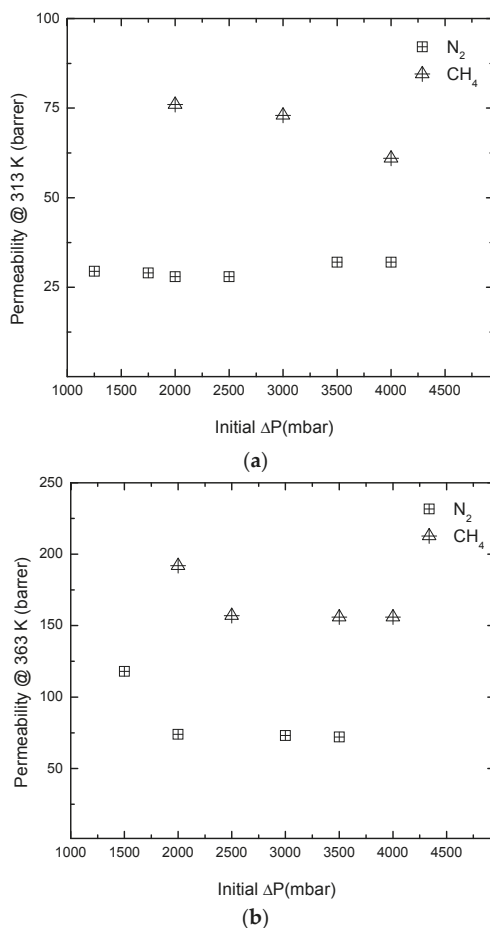 100
75
50
25
Permeability @ 313 K (barrer)
N2
CH4
1000 1500 2000 2500 3000 3500 4000 4500
Initial ΔP(mbar)
(a)
250
200
150
100
50
Permeability @ 363 K (barrer)
N2
CH4
1000 1500 2000 2500 3000 3500 4000 4500
Initial ΔP(mbar)
(b)